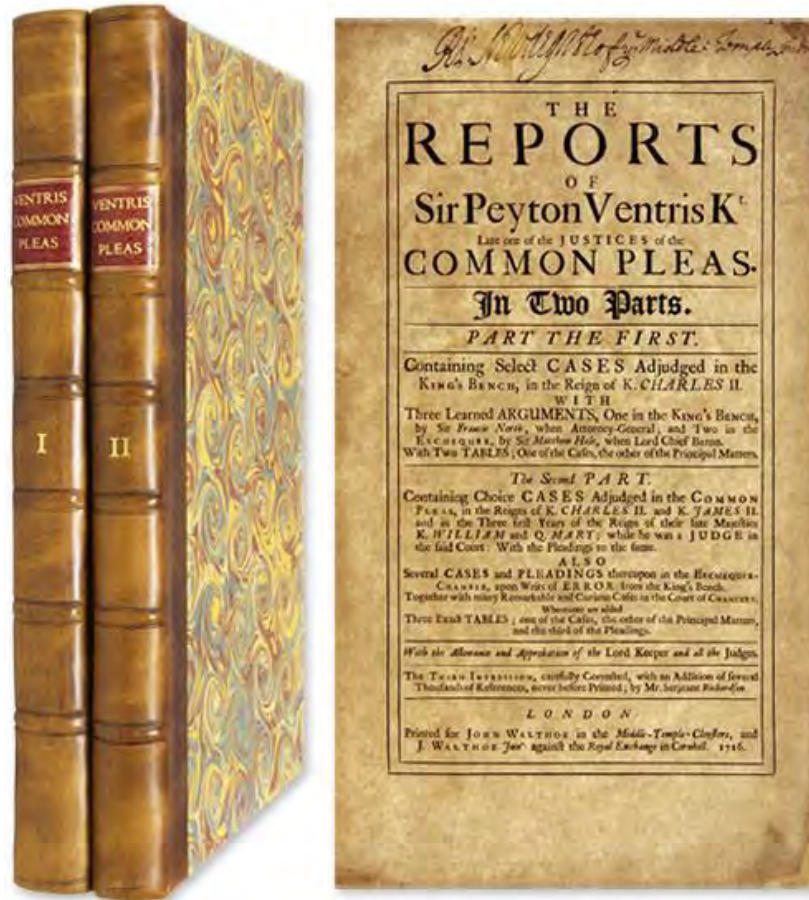 VENTRIS
COMMON
PLEAS
I
VENTRIS
COMMON
PLEAS
II
Middle Temple
THE
REPORTS
OF
Sir Peyton Ventris Kt.
Late one of the JUSTICES of the
COMMON PLEAS.
In Two Parts.
PART THE FIRST.
Containing Select CASES Adjudged in the
KING'S BENCH, in the Reign of K. CHARLES II.
WITH
Three Learned ARGUMENTS, One in the KING'S BENCH,
by Sir Francis North, when Attorney-General; and Two in the
EXCHEQUER, by Sir Matthew Hale, when Lord Chief Baron.
With Two TABLES; One of the Cases, the other of the Principal Matters.
The Second PART.
Containing Choice CASES Adjudged in the COMMON
PLEAS, in the Reigns of K. CHARLES II. and K. JAMES II.
and in the Three first Years of the Reign of their late Majesties
K. WILLIAM and Q. MARY; while he was a JUDGE in
the said Court: With the Pleadings to the same.
ALSO
Several CASES and PLEADINGS thereupon in the EXCHEQUER-
CHAMBER, upon Writs of ERROR from the King's Bench.
Together with many Remarkable and Curious Cases in the Court of CHANCERY.
Whereunto are added
Three Exact TABLES; one of the Cases, the other of the Principal Matters,
and the third of the Pleadings.
With the Allowance and Approbation of the Lord Keeper and all the Judges.
The THIRD IMPRESSION, carefully Corrected, with an Addition of several
Thousands of References, never before Printed; by Mr. Serjeant Richardson
LONDON
Printed for JOHN WALTHOE in the Middle-Temple-Cloysters, and
J. WALTHOE Junr against the Royal Exchange in Cornhill. 1726.